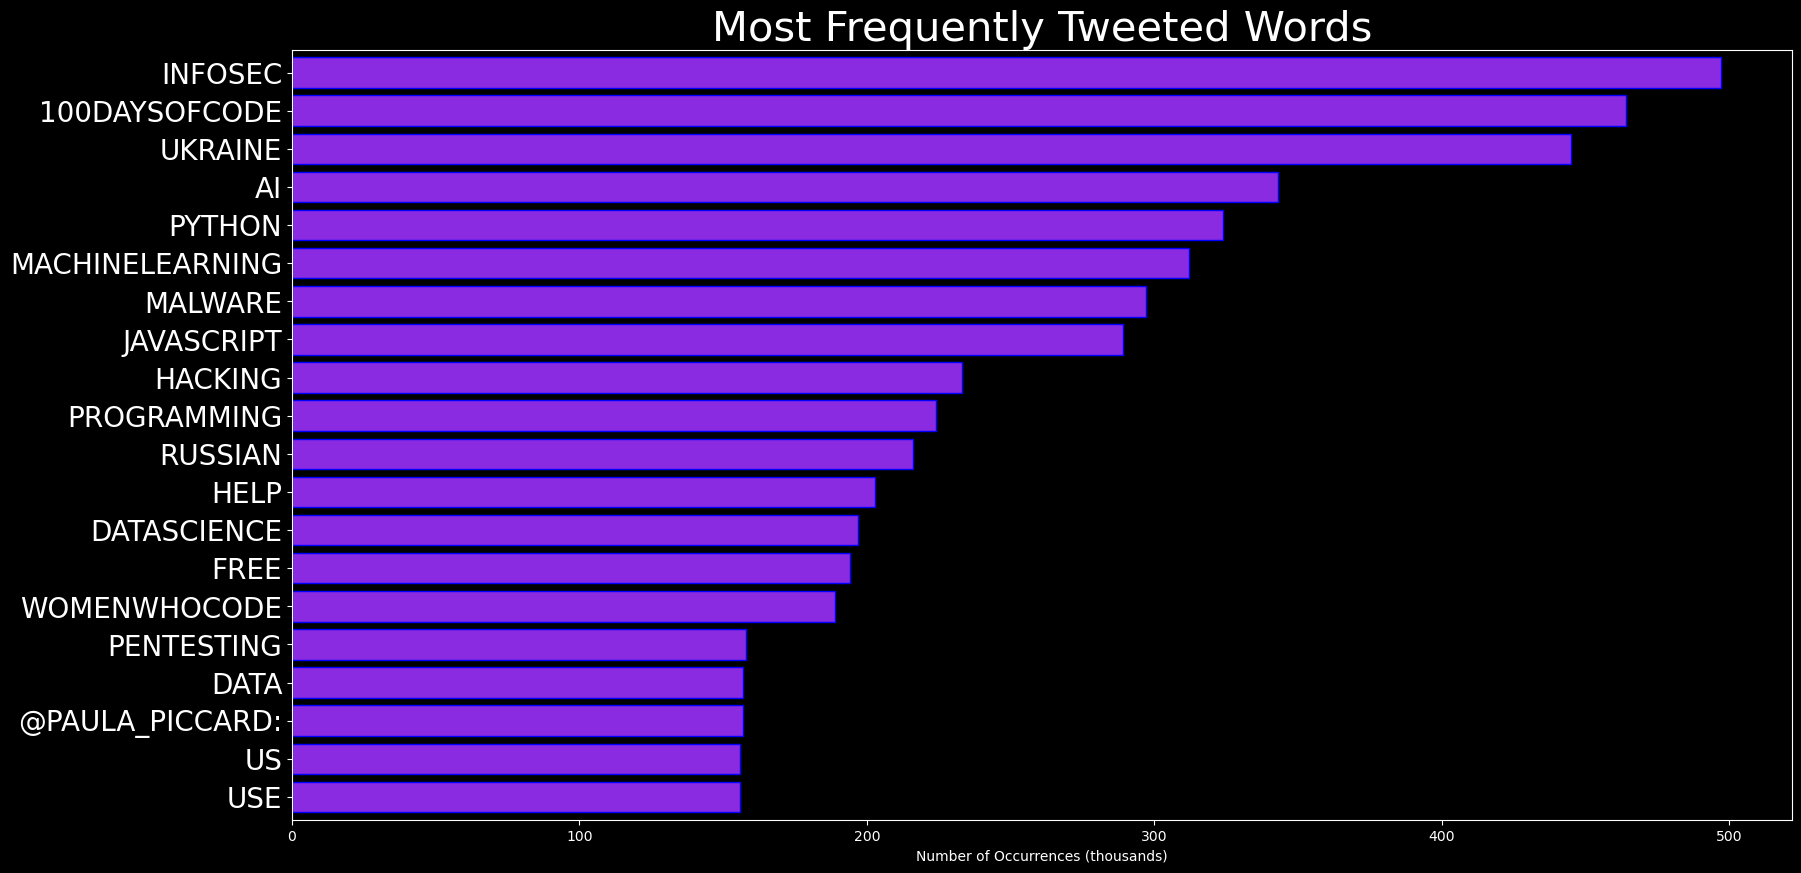 Most Frequently Tweeted Words
INFOSEC
100DAYSOFCODE
UKRAINE
AI
PYTHON
MACHINELEARNING
MALWARE
JAVASCRIPT
HACKING
PROGRAMMING
RUSSIAN
HELP
DATASCIENCE
FREE
WOMENWHOCODE
PENTESTING
DATA
@PAULA_PICCARD:
US
USE
0 100 200 300 400 500
Number of Occurrences (thousands)